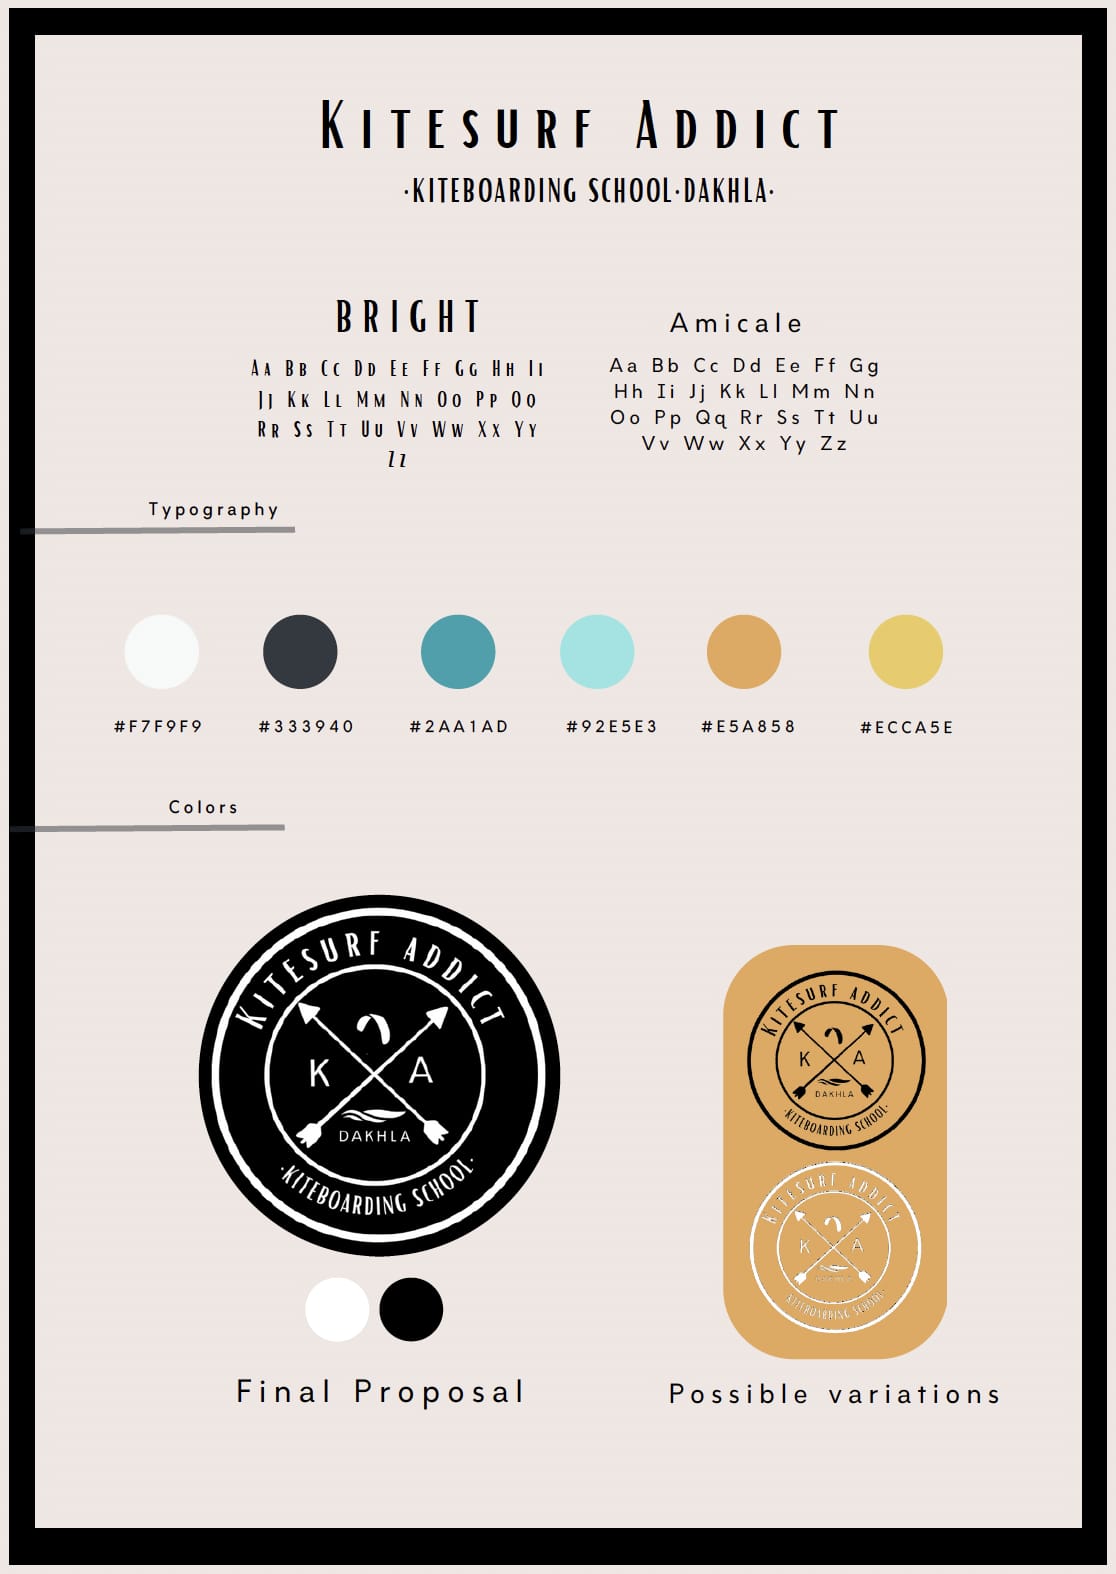 Kitesurf Addict
·KITEBOARDING SCHOOL·DAKHLA·
BRIGHT
Aa Bb Cc Dd Ee Ff Gg Hh Ii
Jj Kk Ll Mm Nn Oo Pp Qq
Rr Ss Tt Uu Vv Ww Xx Yy
Zz
Amicale
Aa Bb Cc Dd Ee Ff Gg
Hh Ii Jj Kk Ll Mm Nn
Oo Pp Qq Rr Ss Tt Uu
Vv Ww Xx Yy Zz
Typography
#F7F9F9 #333940 #2AA1AD #92E5E3 #E5A858 #ECCA5E
Colors
KITESURF ADDICT
K A
DAKHLA
·KITEBOARDING SCHOOL·
KITESURF ADDICT
K A
DAKHLA
·KITEBOARDING SCHOOL·
KITESURF ADDICT
K A
·KITEBOARDING SCHOOL·
Final Proposal
Possible variations